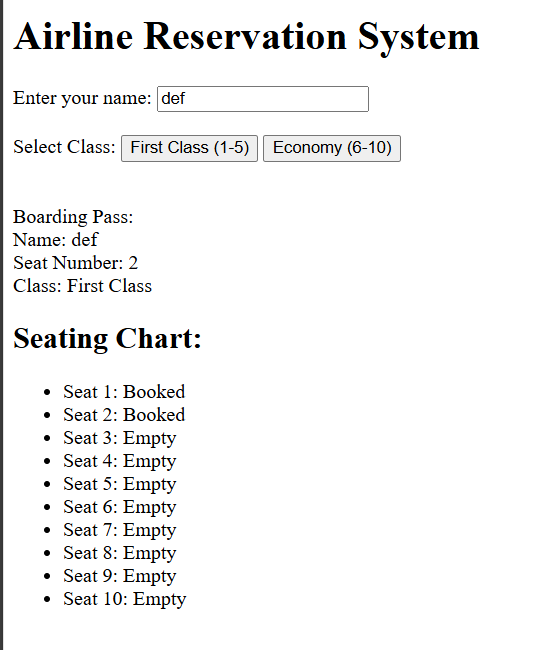 Airline Reservation System
Enter your name: def
Select Class: First Class (1-5) Economy (6-10)
Boarding Pass:
Name: def
Seat Number: 2
Class: First Class
Seating Chart:
Seat 1: Booked
Seat 2: Booked
Seat 3: Empty
Seat 4: Empty
Seat 5: Empty
Seat 6: Empty
Seat 7: Empty
Seat 8: Empty
Seat 9: Empty
Seat 10: Empty